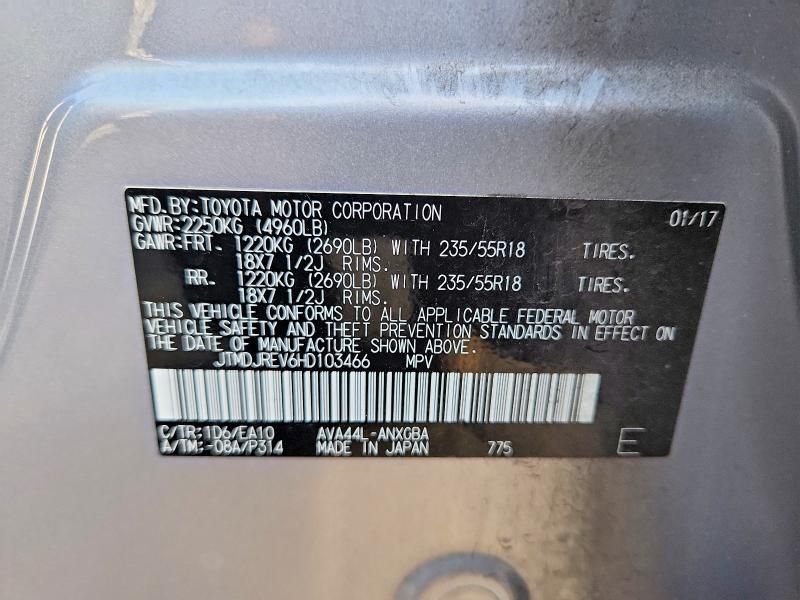 MFD.BY:TOYOTA MOTOR CORPORATION 01/17
GVWR:2250KG (4960LB)
GAWR:FRT. 1220KG (2690LB) WITH 235/55R18 TIRES.
18X7 1/2J RIMS.
RR. 1220KG (2690LB) WITH 235/55R18 TIRES.
18X7 1/2J RIMS.
THIS VEHICLE CONFORMS TO ALL APPLICABLE FEDERAL MOTOR
VEHICLE SAFETY AND THEFT PREVENTION STANDARDS IN EFFECT ON
THE DATE OF MANUFACTURE SHOWN ABOVE.
JTMDJREV6HD103466 MPV
C/TR:1D6/EA10 AVA44L-ANXGBA
A/TM:-08A/P314 MADE IN JAPAN 775 E